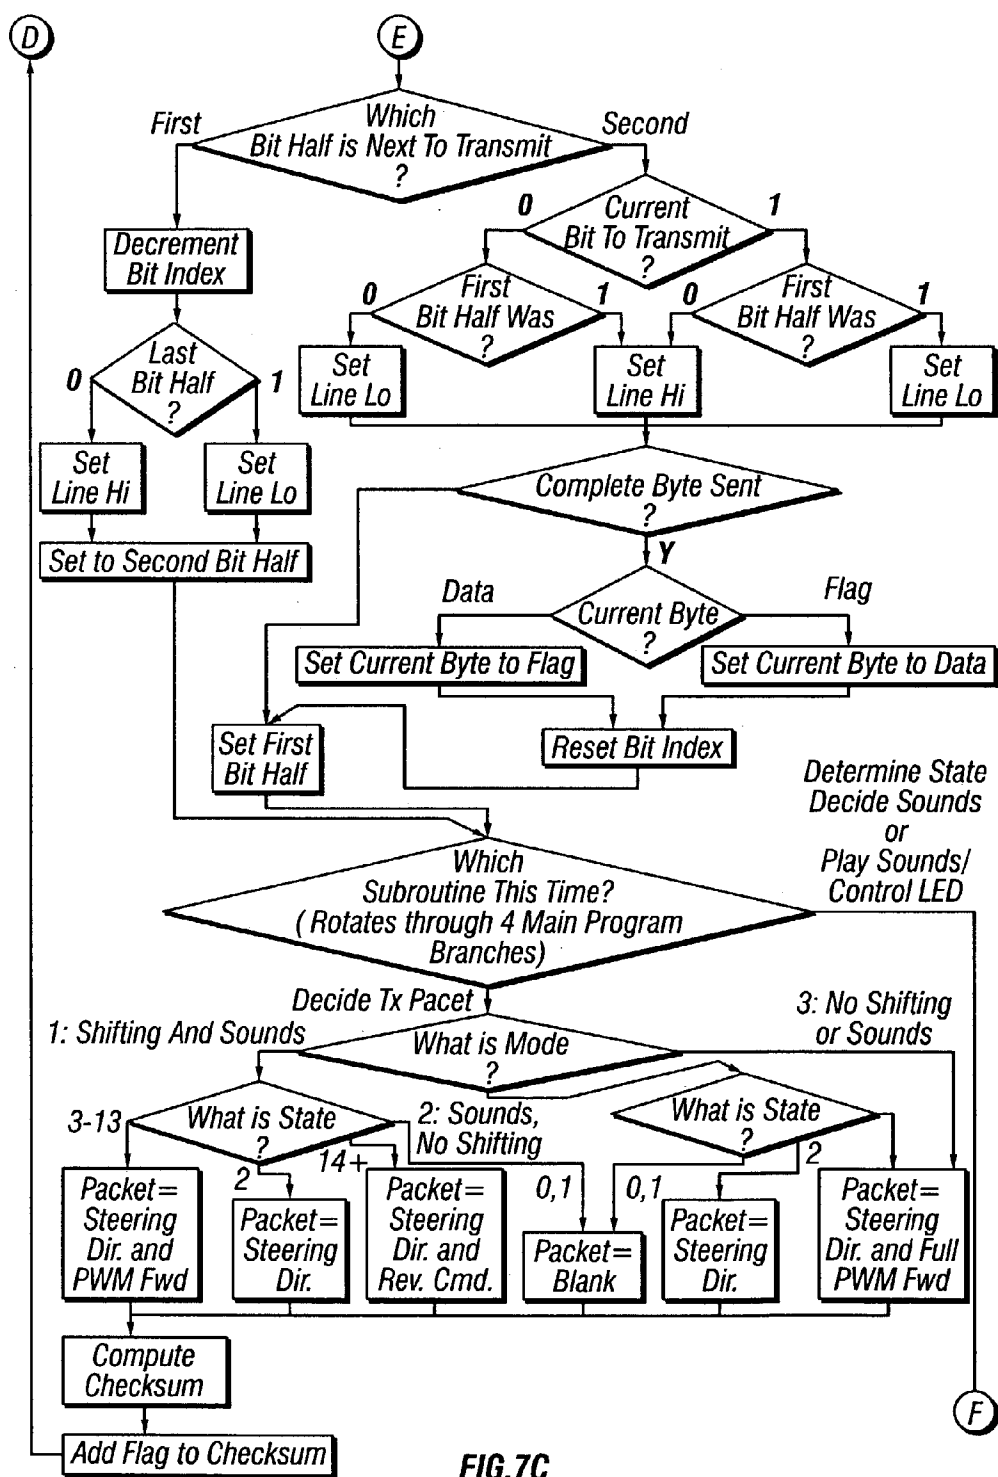 D
E
First
Which
Bit Half is Next To Transmit
?
Second
Decrement
Bit Index
0
Current
Bit To Transmit
?
1
0
First
Bit Half Was
?
1
0
First
Bit Half Was
?
1
Last
Bit Half
?
0
1
Set
Line Lo
Set
Line Hi
Set
Line Lo
Set
Line Hi
Set
Line Lo
Set to Second Bit Half
Complete Byte Sent
?
Y
Data
Current Byte
?
Flag
Set Current Byte to Flag
Set Current Byte to Data
Set First
Bit Half
Reset Bit Index
Determine State
Decide Sounds
or
Play Sounds/
Control LED
Which
Subroutine This Time?
( Rotates through 4 Main Program
Branches)
Decide Tx Pacet
1: Shifting And Sounds
What is Mode
?
3: No Shifting
or Sounds
3-13
What is State
?
2
14+
2: Sounds,
No Shifting
0,1
What is State
?
0,1
2
Packet=
Steering
Dir. and
PWM Fwd
Packet=
Steering
Dir.
Packet=
Steering
Dir. and
Rev. Cmd.
Packet=
Blank
Packet=
Steering
Dir.
Packet=
Steering
Dir. and Full
PWM Fwd
Compute
Checksum
Add Flag to Checksum
F
FIG.7C